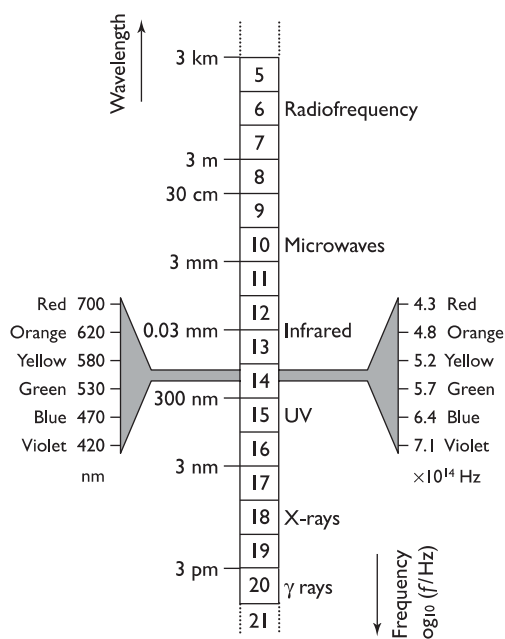 Wavelength
3 km
5
6 Radiofrequency
7
3 m
8
30 cm
9
10 Microwaves
3 mm
11
12
0.03 mm
Infrared
13
14
300 nm
15 UV
16
3 nm
17
18 X-rays
19
3 pm
20 γ rays
21
Red 700
Orange 620
Yellow 580
Green 530
Blue 470
Violet 420
nm
4.3 Red
4.8 Orange
5.2 Yellow
5.7 Green
6.4 Blue
7.1 Violet
×10¹⁴ Hz
Frequency
og₁₀ (f/Hz)